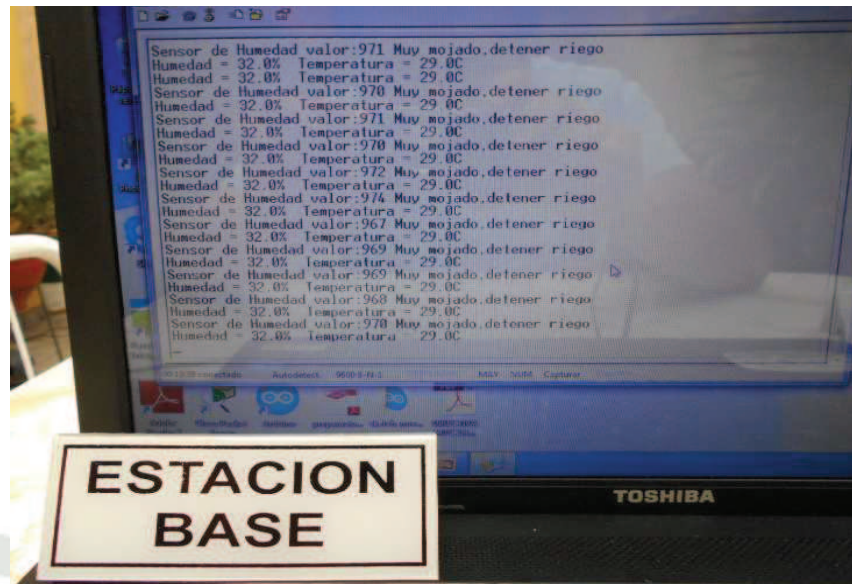 Sensor de Humedad valor:971 Muy mojado,detener riego
Humedad = 32.0% Temperatura = 29.0C
Humedad = 32.0% Temperatura = 29.0C
Sensor de Humedad valor:970 Muy mojado,detener riego
Humedad = 32.0% Temperatura = 29.0C
Sensor de Humedad valor:971 Muy mojado,detener riego
Humedad = 32.0% Temperatura = 29.0C
Sensor de Humedad valor:970 Muy mojado,detener riego
Humedad = 32.0% Temperatura = 29.0C
Sensor de Humedad valor:972 Muy mojado,detener riego
Humedad = 32.0% Temperatura = 29.0C
Sensor de Humedad valor:974 Muy mojado,detener riego
Humedad = 32.0% Temperatura = 29.0C
Sensor de Humedad valor:967 Muy mojado,detener riego
Humedad = 32.0% Temperatura = 29.0C
Sensor de Humedad valor:969 Muy mojado,detener riego
Humedad = 32.0% Temperatura = 29.0C
Sensor de Humedad valor:969 Muy mojado,detener riego
Humedad = 32.0% Temperatura = 29.0C
Sensor de Humedad valor:968 Muy mojado,detener riego
Humedad = 32.0% Temperatura = 29.0C
Sensor de Humedad valor:970 Muy mojado,detener riego
Humedad = 32.0% Temperatura = 29.0C
conectado Autodetect. 9600 8-N-1 MAY NUM Capturar
TOSHIBA
ESTACION
BASE